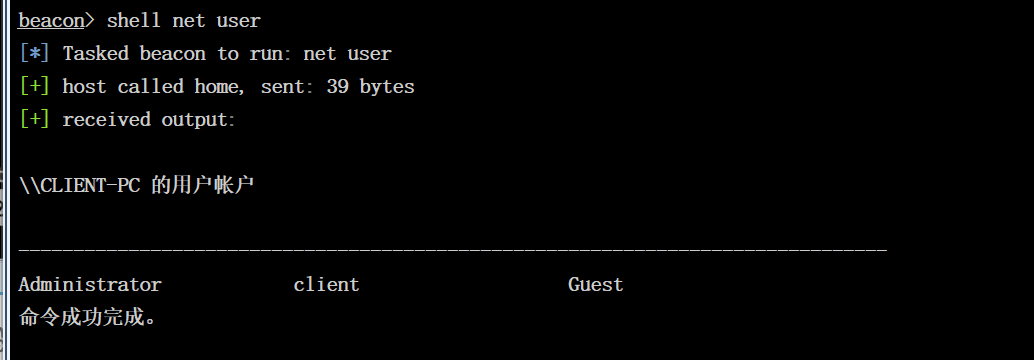 beacon> shell net user
[*] Tasked beacon to run: net user
[+] host called home, sent: 39 bytes
[+] received output:
\\CLIENT-PC 的用户帐户
-------------------------------------------------------------------------------
Administrator            client                   Guest
命令成功完成。